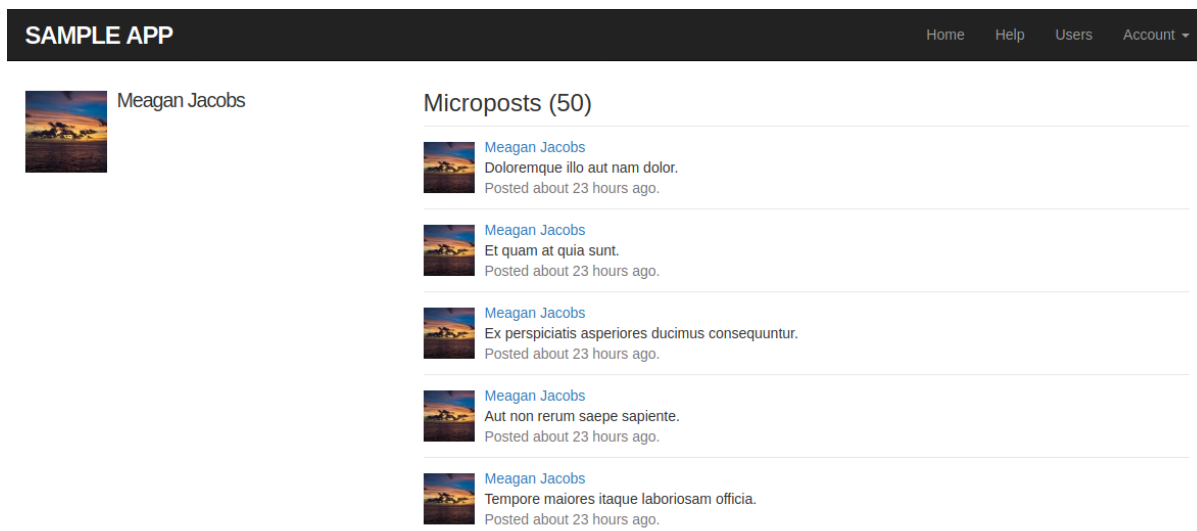 SAMPLE APP
Home Help Users Account
Meagan Jacobs
Microposts (50)
Meagan Jacobs
Doloremque illo aut nam dolor.
Posted about 23 hours ago.
Meagan Jacobs
Et quam at quia sunt.
Posted about 23 hours ago.
Meagan Jacobs
Ex perspiciatis asperiores ducimus consequuntur.
Posted about 23 hours ago.
Meagan Jacobs
Aut non rerum saepe sapiente.
Posted about 23 hours ago.
Meagan Jacobs
Tempore maiores itaque laboriosam officia.
Posted about 23 hours ago.